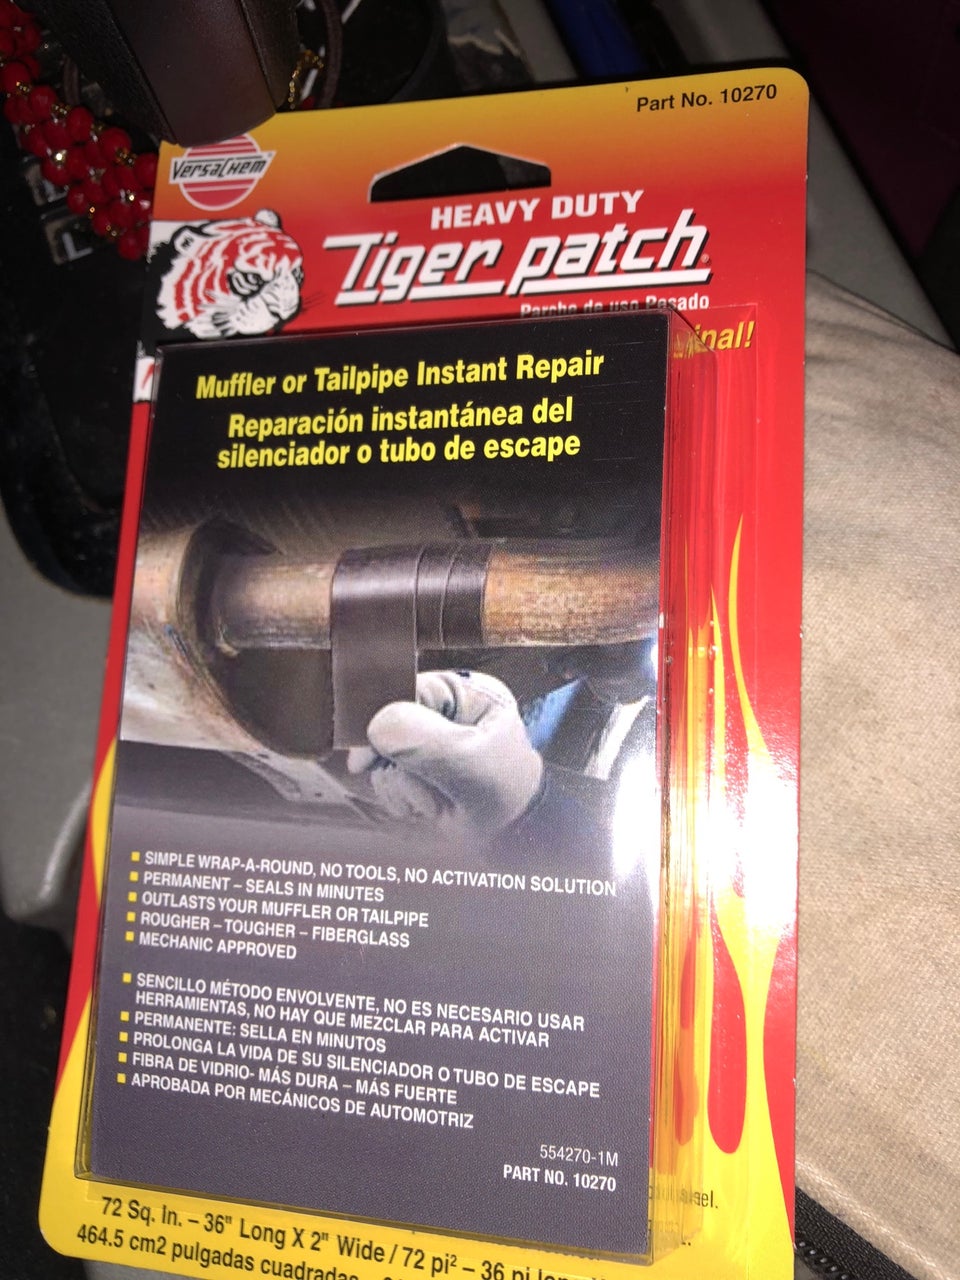 Part No. 10270
VERSACHEM
HEAVY DUTY
Tiger patch
Parche de uso Pesado
Muffler or Tailpipe Instant Repair
Reparación instantánea del
silenciador o tubo de escape
SIMPLE WRAP-A-ROUND, NO TOOLS, NO ACTIVATION SOLUTION
PERMANENT – SEALS IN MINUTES
OUTLASTS YOUR MUFFLER OR TAILPIPE
ROUGHER – TOUGHER – FIBERGLASS
MECHANIC APPROVED
SENCILLO MÉTODO ENVOLVENTE, NO ES NECESARIO USAR
HERRAMIENTAS, NO HAY QUE MEZCLAR PARA ACTIVAR
PERMANENTE: SELLA EN MINUTOS
PROLONGA LA VIDA DE SU SILENCIADOR O TUBO DE ESCAPE
FIBRA DE VIDRIO- MÁS DURA – MÁS FUERTE
APROBADA POR MECÁNICOS DE AUTOMOTRIZ
554270-1M
PART NO. 10270
72 Sq. In. – 36" Long X 2" Wide / 72 pi² – 36 pi
464.5 cm2 pulgadas cuadradas